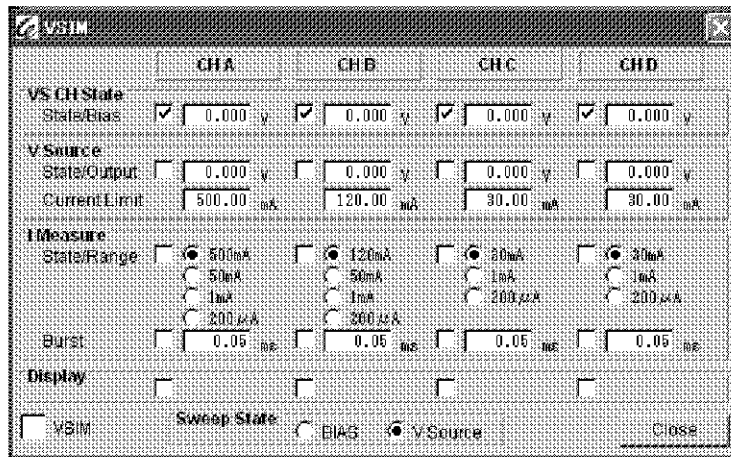 VSIM
CH A CH B CH C CH D
VS CH State
State/Bias 0.000 V 0.000 V 0.000 V 0.000 V
V Source
State/Output 0.000 V 0.000 V 0.000 V 0.000 V
Current Limit 500.00 mA 120.00 mA 30.00 mA 30.00 mA
I Measure
State/Range 500mA 120mA 30mA 30mA
50mA 50mA 1mA 1mA
1mA 1mA 200μA 200μA
200μA 200μA
Burst 0.05 ms 0.05 ms 0.05 ms 0.05 ms
Display
VSIM Sweep State BIAS V Source Close